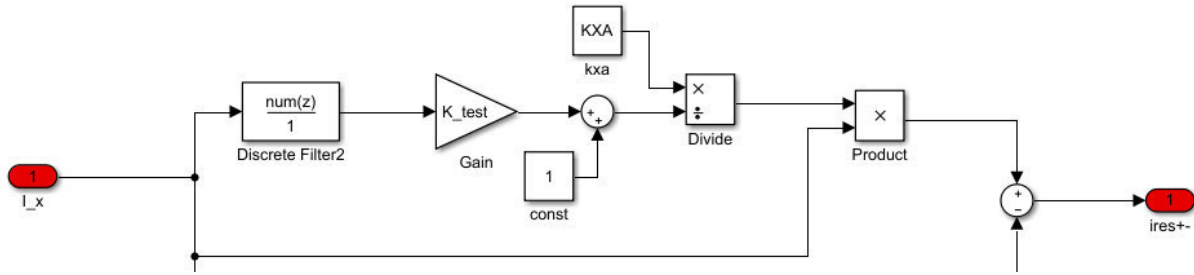 KXA
kxa
num(z)
1
Discrete Filter2
K_test
Gain
+
+
1
const
×
÷
Divide
×
Product
1
I_x
+
−
1
ires+-